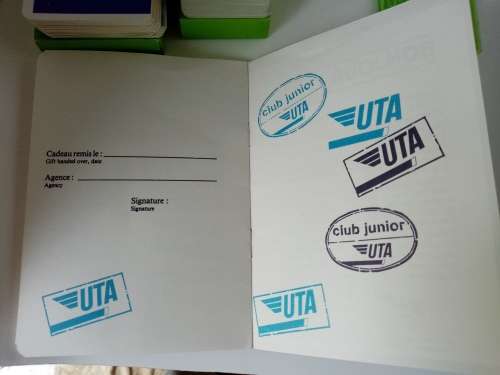 Cadeau remis le :
Gift handed over, date
Agence :
Agency
Signature :
Signature
UTA
club junior
UTA
UTA
UTA
club junior
UTA
UTA